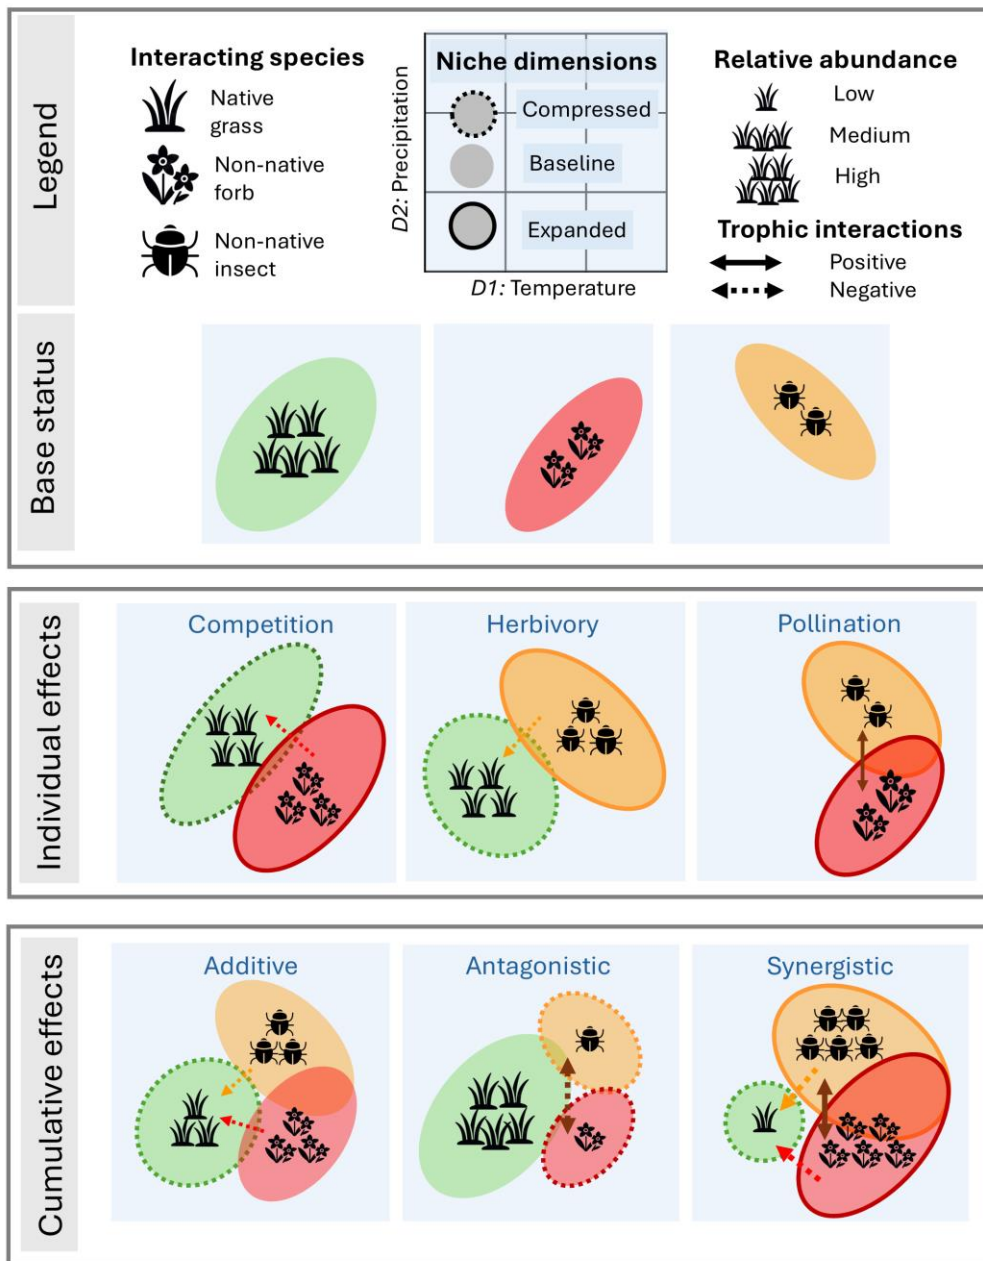 Legend
Interacting species
Native
grass
Non-native
forb
Non-native
insect
Niche dimensions
Compressed
Baseline
Expanded
D2: Precipitation
D1: Temperature
Relative abundance
Low
Medium
High
Trophic interactions
Positive
Negative
Base status
Individual effects
Competition
Herbivory
Pollination
Cumulative effects
Additive
Antagonistic
Synergistic